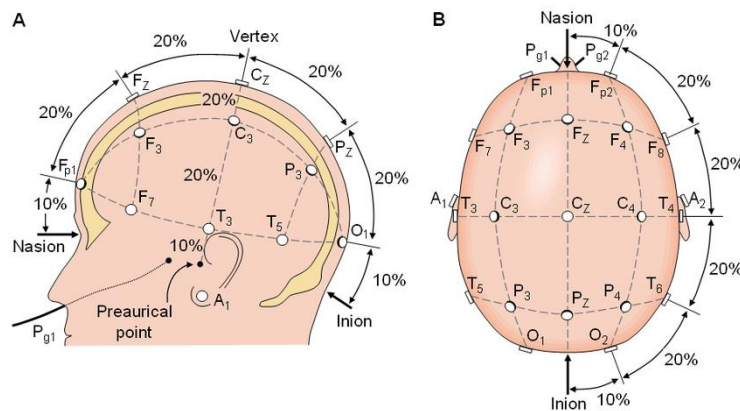 A
20%
Vertex
FZ
CZ
20%
20%
20%
F3
C3
PZ
20%
P3
Fp1
10%
F7
20%
T3
T5
O1
Nasion
10%
10%
Preaurical
point
A1
Inion
Pg1
B
Nasion
10%
Pg1
Pg2
Fp1
Fp2
20%
F7
F3
FZ
F4
F8
20%
A1
T3
C3
CZ
C4
T4
A2
20%
T5
P3
PZ
P4
T6
O1
O2
20%
Inion
10%